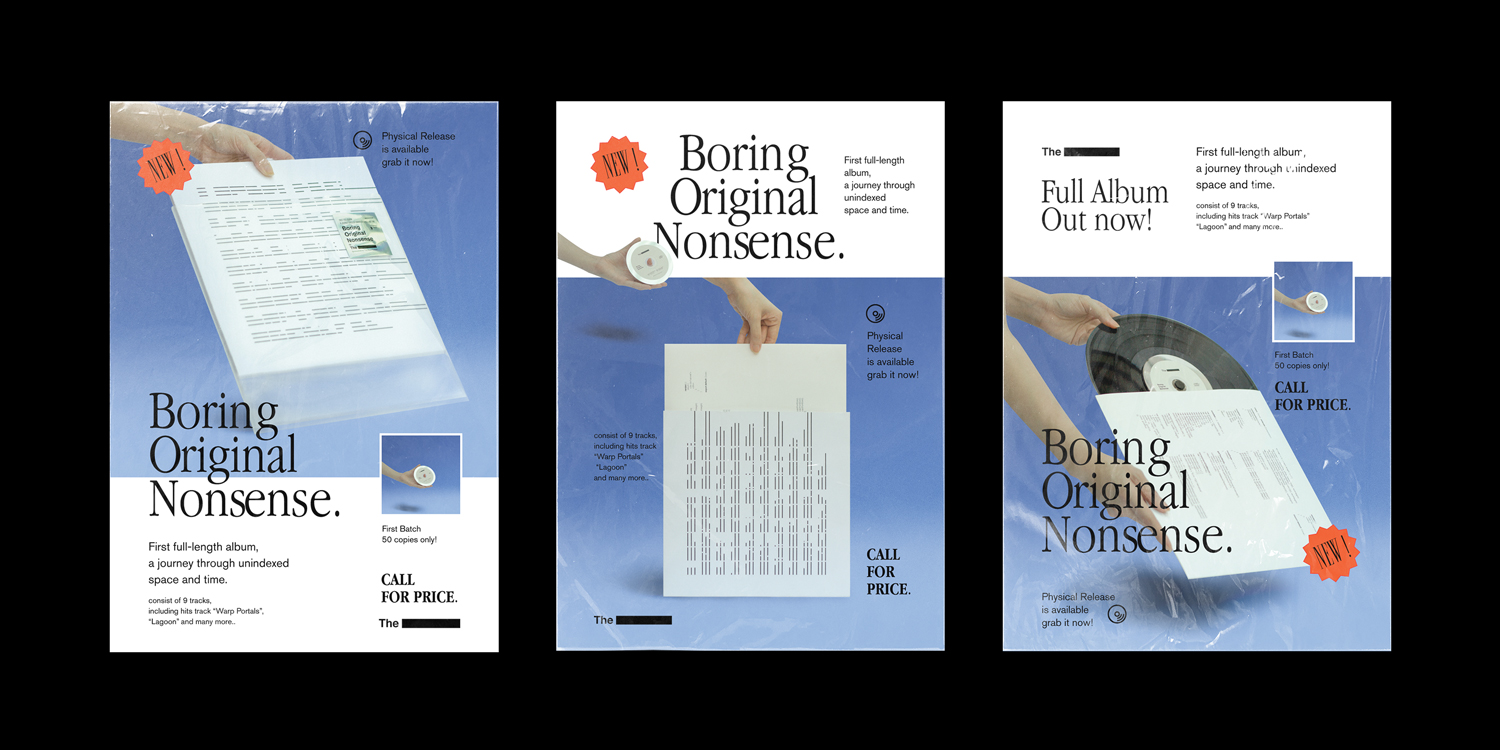 NEW !
Physical Release
is available
grab it now!
Boring
Original
Nonsense
The
Boring
Original
Nonsense.
First full-length album,
a journey through unindexed
space and time.
consist of 9 tracks,
including hits track “Warp Portals”,
“Lagoon” and many more..
First Batch
50 copies only!
CALL
FOR PRICE.
The
NEW !
Boring
Original
Nonsense.
First full-length
album,
a journey through
unindexed
space and time.
Physical
Release
is available
grab it now!
consist of 9 tracks,
including hits track
“Warp Portals”
“Lagoon”
and many more..
CALL
FOR
PRICE.
The
The
Full Album
Out now!
First full-length album,
a journey through unindexed
space and time.
consist of 9 tracks,
including hits track “Warp Portals”
“Lagoon” and many more..
First Batch
50 copies only!
CALL
FOR PRICE.
Boring
Original
Nonsense.
NEW !
Physical Release
is available
grab it now!